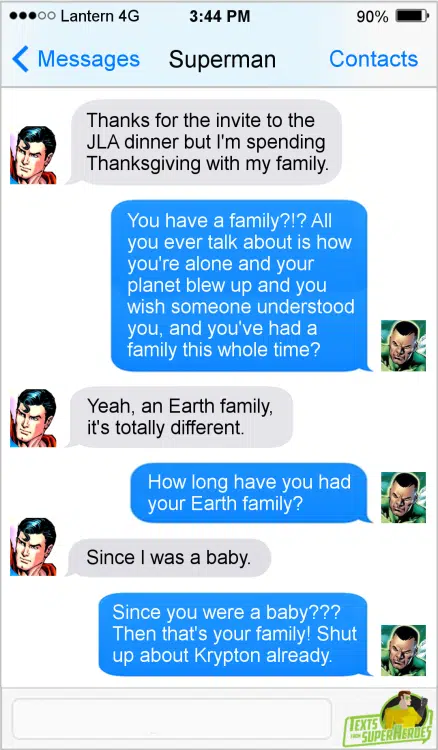 Lantern 4G 3:44 PM 90%
Messages Superman Contacts
Thanks for the invite to the
JLA dinner but I'm spending
Thanksgiving with my family.
You have a family?!? All
you ever talk about is how
you're alone and your
planet blew up and you
wish someone understood
you, and you've had a
family this whole time?
Yeah, an Earth family,
it's totally different.
How long have you had
your Earth family?
Since I was a baby.
Since you were a baby???
Then that's your family! Shut
up about Krypton already.
TEXTS
FROM SUPERHEROES